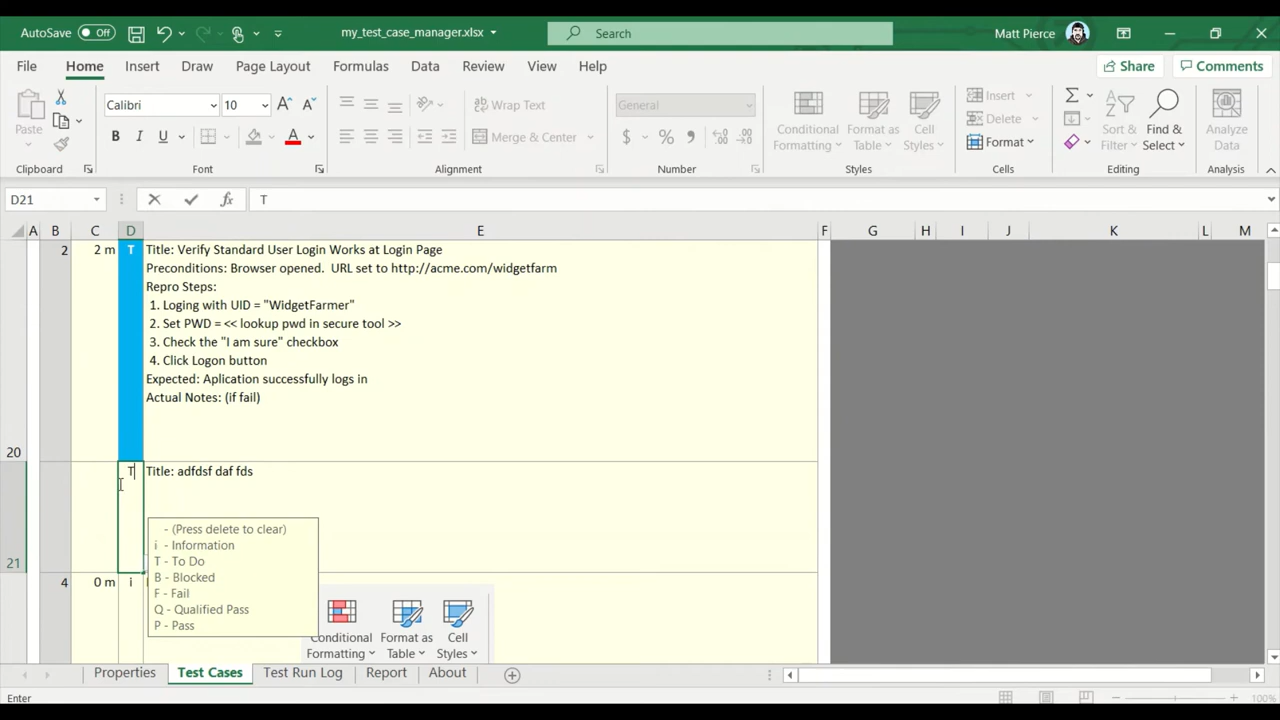 AutoSave Off my_test_case_manager.xlsx Search Matt Pierce
File Home Insert Draw Page Layout Formulas Data Review View Help Share Comments
Paste
Calibri 10
B I U A
Wrap Text
Merge & Center
General
$ %
Conditional Formatting
Format as Table
Cell Styles
Insert
Delete
Format
Sort & Filter
Find & Select
Analyze Data
Clipboard Font Alignment Number Styles Cells Editing Analysis
D21 fx T
A B C D E F G H I J K L M
2 2 m T Title: Verify Standard User Login Works at Login Page
Preconditions: Browser opened. URL set to http://acme.com/widgetfarm
Repro Steps:
1. Loging with UID = "WidgetFarmer"
2. Set PWD = << lookup pwd in secure tool >>
3. Check the "I am sure" checkbox
4. Click Logon button
Expected: Aplication successfully logs in
Actual Notes: (if fail)
20
T Title: adfdsf daf fds
- (Press delete to clear)
i - Information
T - To Do
B - Blocked
F - Fail
Q - Qualified Pass
P - Pass
21
4 0 m i
Conditional Formatting
Format as Table
Cell Styles
Properties Test Cases Test Run Log Report About
Enter 100%